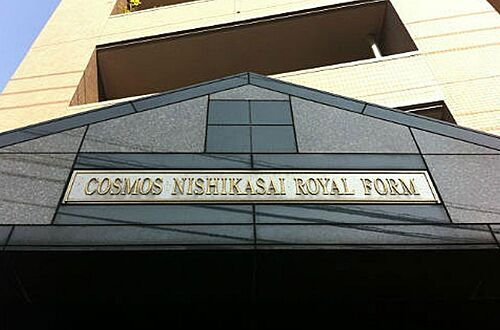 COSMOS NISHIKASAI ROYAL FORM